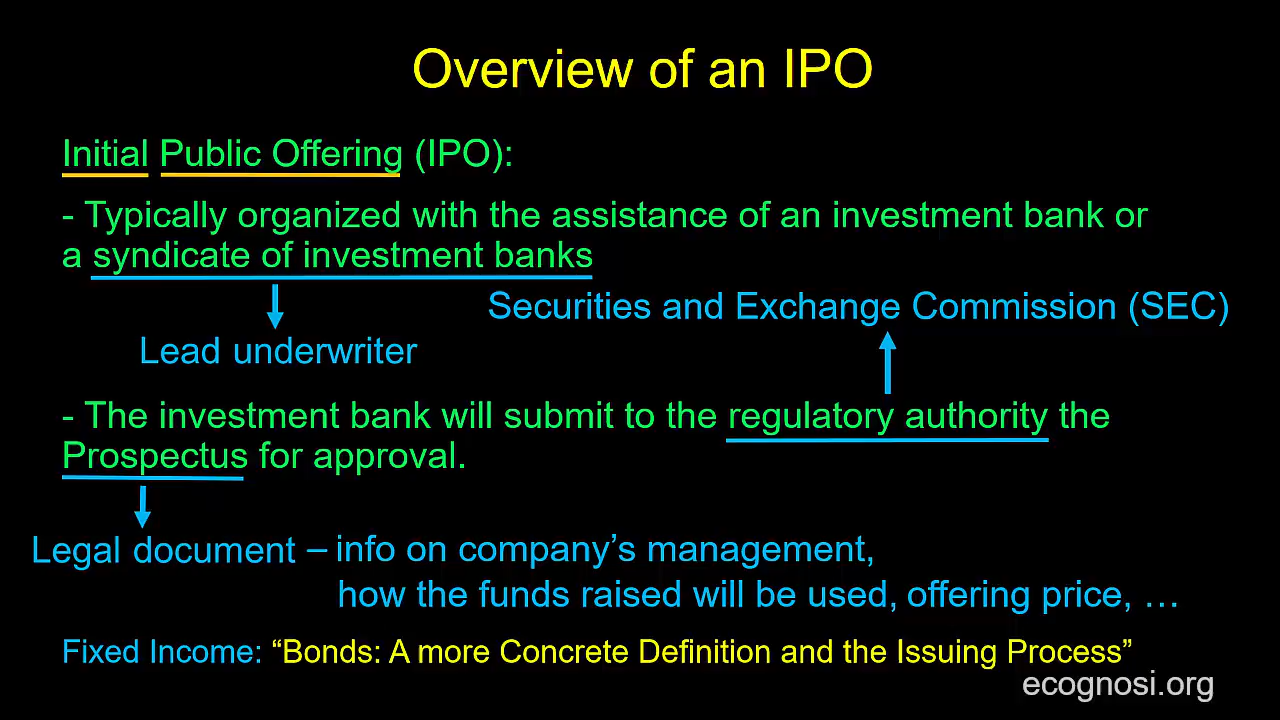 Overview of an IPO
Initial Public Offering (IPO):
- Typically organized with the assistance of an investment bank or
a syndicate of investment banks
Securities and Exchange Commission (SEC)
Lead underwriter
- The investment bank will submit to the regulatory authority the
Prospectus for approval.
Legal document – info on company’s management,
how the funds raised will be used, offering price, …
Fixed Income: “Bonds: A more Concrete Definition and the Issuing Process”
ecognosi.org